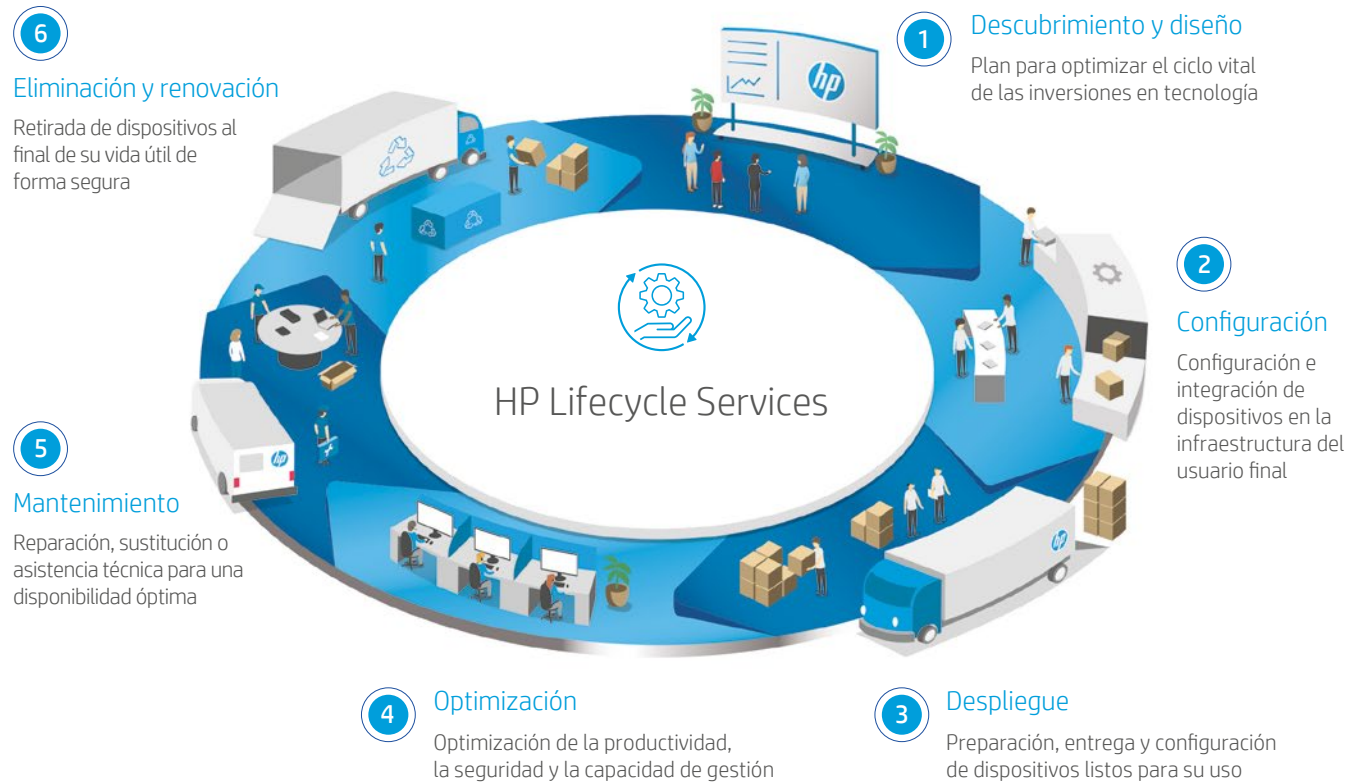 1
Descubrimiento y diseño
Plan para optimizar el ciclo vital
de las inversiones en tecnología
hp
2
Configuración
Configuración e
integración de
dispositivos en la
infraestructura del
usuario final
3
Despliegue
Preparación, entrega y configuración
de dispositivos listos para su uso
hp
4
Optimización
Optimización de la productividad,
la seguridad y la capacidad de gestión
5
Mantenimiento
Reparación, sustitución o
asistencia técnica para una
disponibilidad óptima
hp
6
Eliminación y renovación
Retirada de dispositivos al
final de su vida útil de
forma segura
HP Lifecycle Services